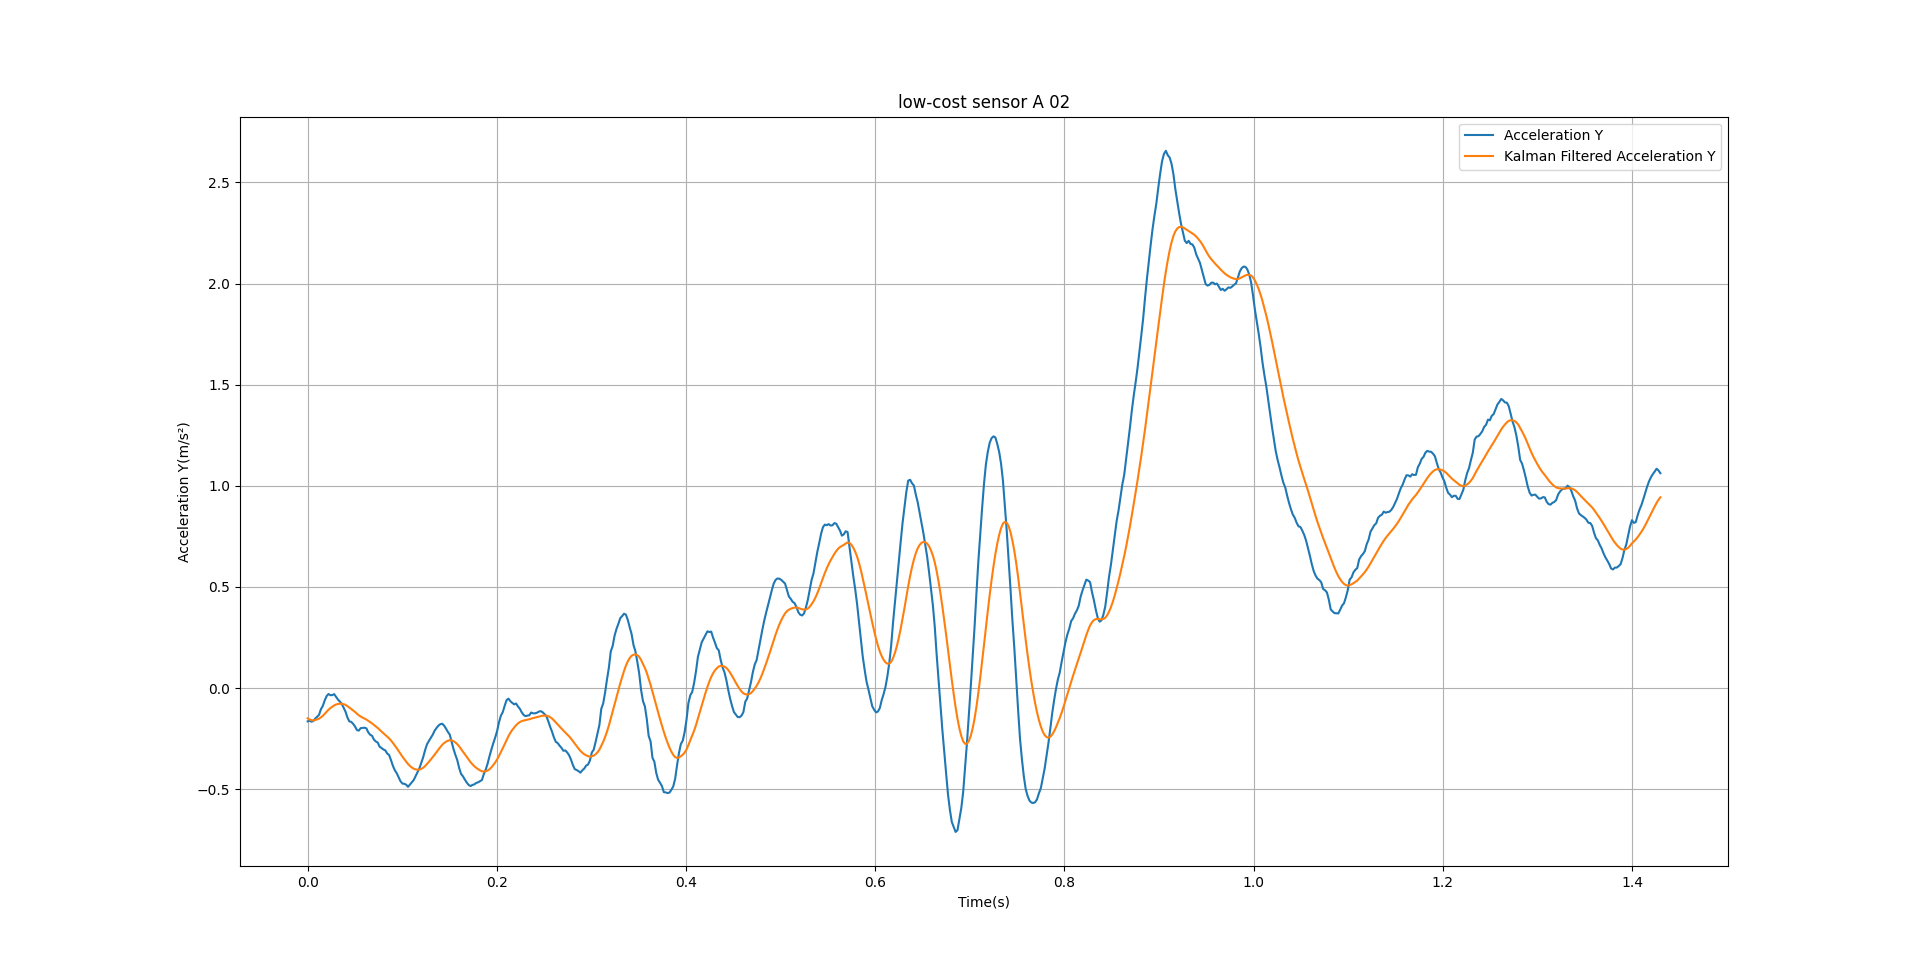 low-cost sensor A 02
Acceleration Y
Kalman Filtered Acceleration Y
Acceleration Y(m/s²)
2.5
2.0
1.5
1.0
0.5
0.0
−0.5
0.0 0.2 0.4 0.6 0.8 1.0 1.2 1.4
Time(s)